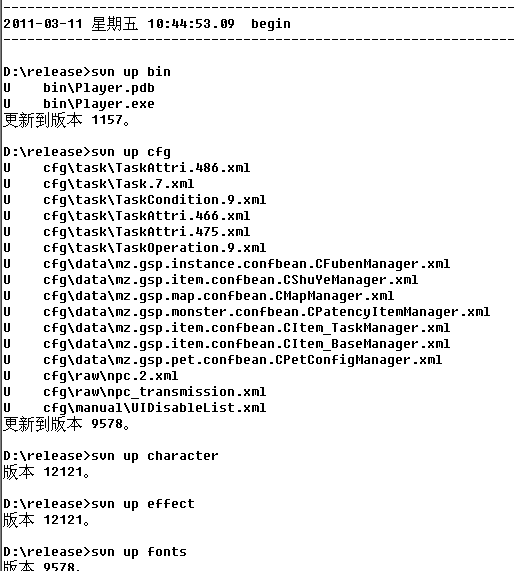 --------------------------------------------------------------
2011-03-11 星期五 10:44:53.09  begin
--------------------------------------------------------------
D:\release>svn up bin
U    bin\Player.pdb
U    bin\Player.exe
更新到版本 1157。
D:\release>svn up cfg
U    cfg\task\TaskAttri.486.xml
U    cfg\task\Task.7.xml
U    cfg\task\TaskCondition.9.xml
U    cfg\task\TaskAttri.466.xml
U    cfg\task\TaskAttri.475.xml
U    cfg\task\TaskOperation.9.xml
U    cfg\data\mz.gsp.instance.confbean.CFubenManager.xml
U    cfg\data\mz.gsp.item.confbean.CShuYeManager.xml
U    cfg\data\mz.gsp.map.confbean.CMapManager.xml
U    cfg\data\mz.gsp.monster.confbean.CPatencyItemManager.xml
U    cfg\data\mz.gsp.item.confbean.CItem_TaskManager.xml
U    cfg\data\mz.gsp.item.confbean.CItem_BaseManager.xml
U    cfg\data\mz.gsp.pet.confbean.CPetConfigManager.xml
U    cfg\raw\npc.2.xml
U    cfg\raw\npc_transmission.xml
U    cfg\manual\UIDisableList.xml
更新到版本 9578。
D:\release>svn up character
版本 12121。
D:\release>svn up effect
版本 12121。
D:\release>svn up fonts
版本 9578。